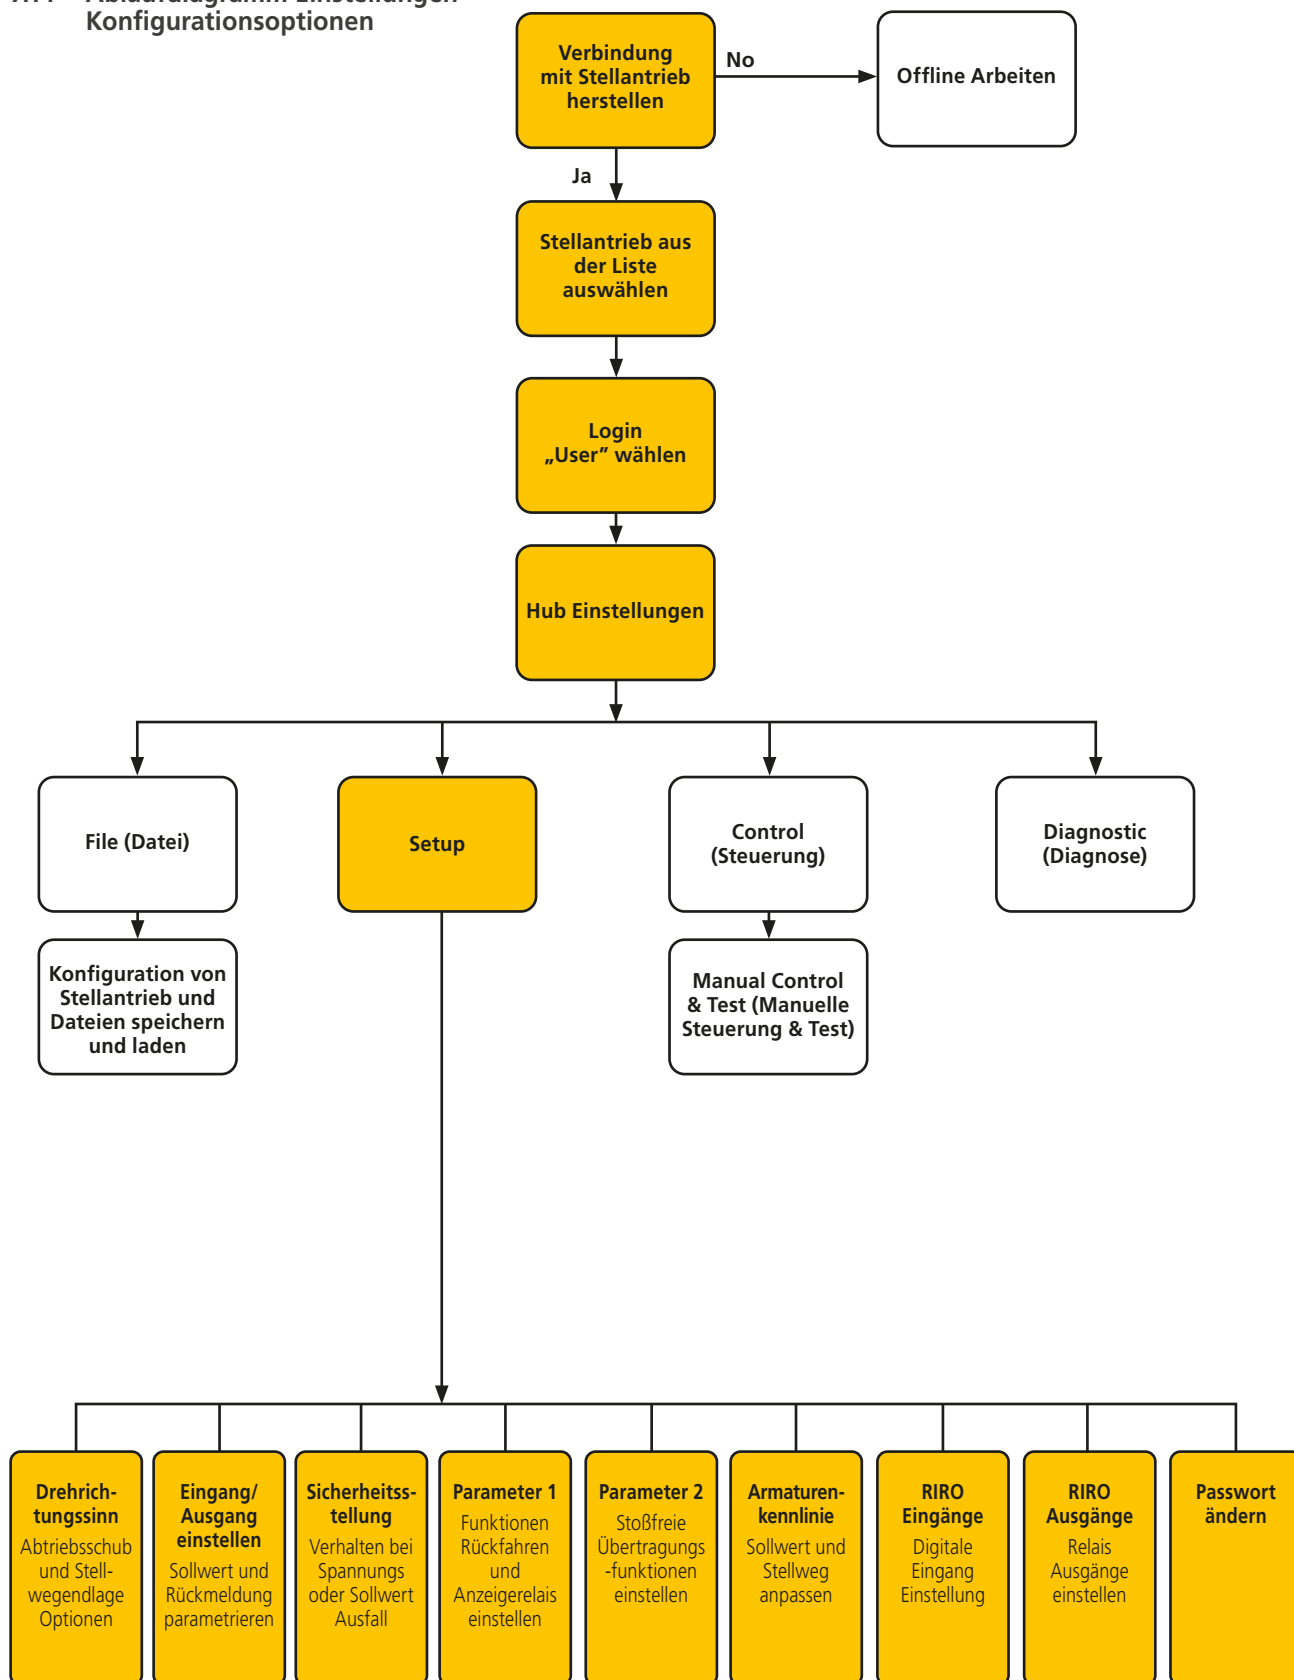 Ablaufdiagramm Einstellungen
Konfigurationsoptionen
Verbindung
mit Stellantrieb
herstellen
No
Offline Arbeiten
Ja
Stellantrieb aus
der Liste
auswählen
Login
„User” wählen
Hub Einstellungen
File (Datei)
Setup
Control
(Steuerung)
Diagnostic
(Diagnose)
Konfiguration von
Stellantrieb und
Dateien speichern
und laden
Manual Control
& Test (Manuelle
Steuerung & Test)
Drehrich-
tungssinn
Abtriebsschub
und Stell-
wegendlage
Optionen
Eingang/
Ausgang
einstellen
Sollwert und
Rückmeldung
parametrieren
Sicherheitss-
tellung
Verhalten bei
Spannungs
oder Sollwert
Ausfall
Parameter 1
Funktionen
Rückfahren
und
Anzeigerelais
einstellen
Parameter 2
Stoßfreie
Übertragungs
-funktionen
einstellen
Armaturen-
kennlinie
Sollwert und
Stellweg
anpassen
RIRO
Eingänge
Digitale
Eingang
Einstellung
RIRO
Ausgänge
Relais
Ausgänge
einstellen
Passwort
ändern